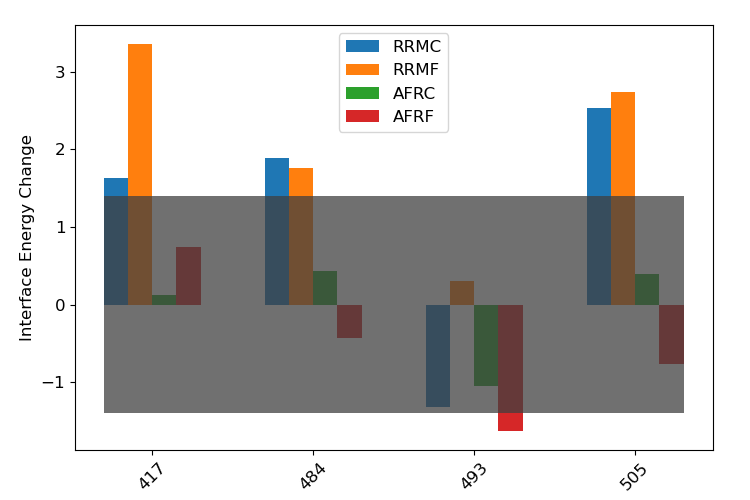 RRMC
RRMF
AFRC
AFRF
Interface Energy Change
3
2
1
0
−1
417
484
493
505